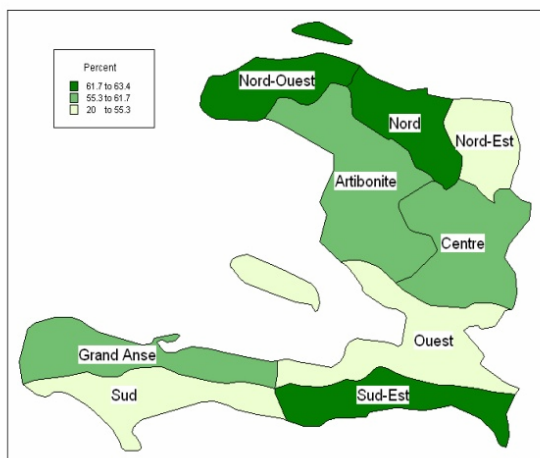 Percent
61.7 to 63.4
55.3 to 61.7
20 to 55.3
Nord-Ouest
Nord
Nord-Est
Artibonite
Centre
Ouest
Grand Anse
Sud
Sud-Est